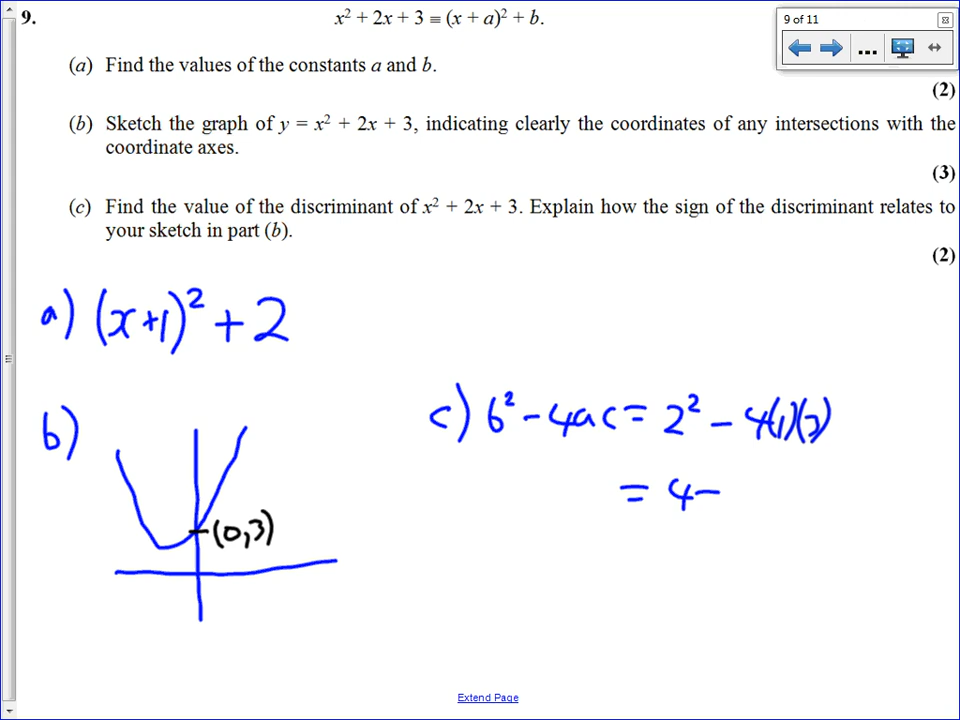 9. x² + 2x + 3 ≡ (x + a)² + b.
9 of 11
(a) Find the values of the constants a and b.
(2)
(b) Sketch the graph of y = x² + 2x + 3, indicating clearly the coordinates of any intersections with the
coordinate axes.
(3)
(c) Find the value of the discriminant of x² + 2x + 3. Explain how the sign of the discriminant relates to
your sketch in part (b).
(2)
a) (x+1)² + 2
b)
(0,3)
c) b² - 4ac = 2² - 4(1)(3)
= 4 -
Extend Page